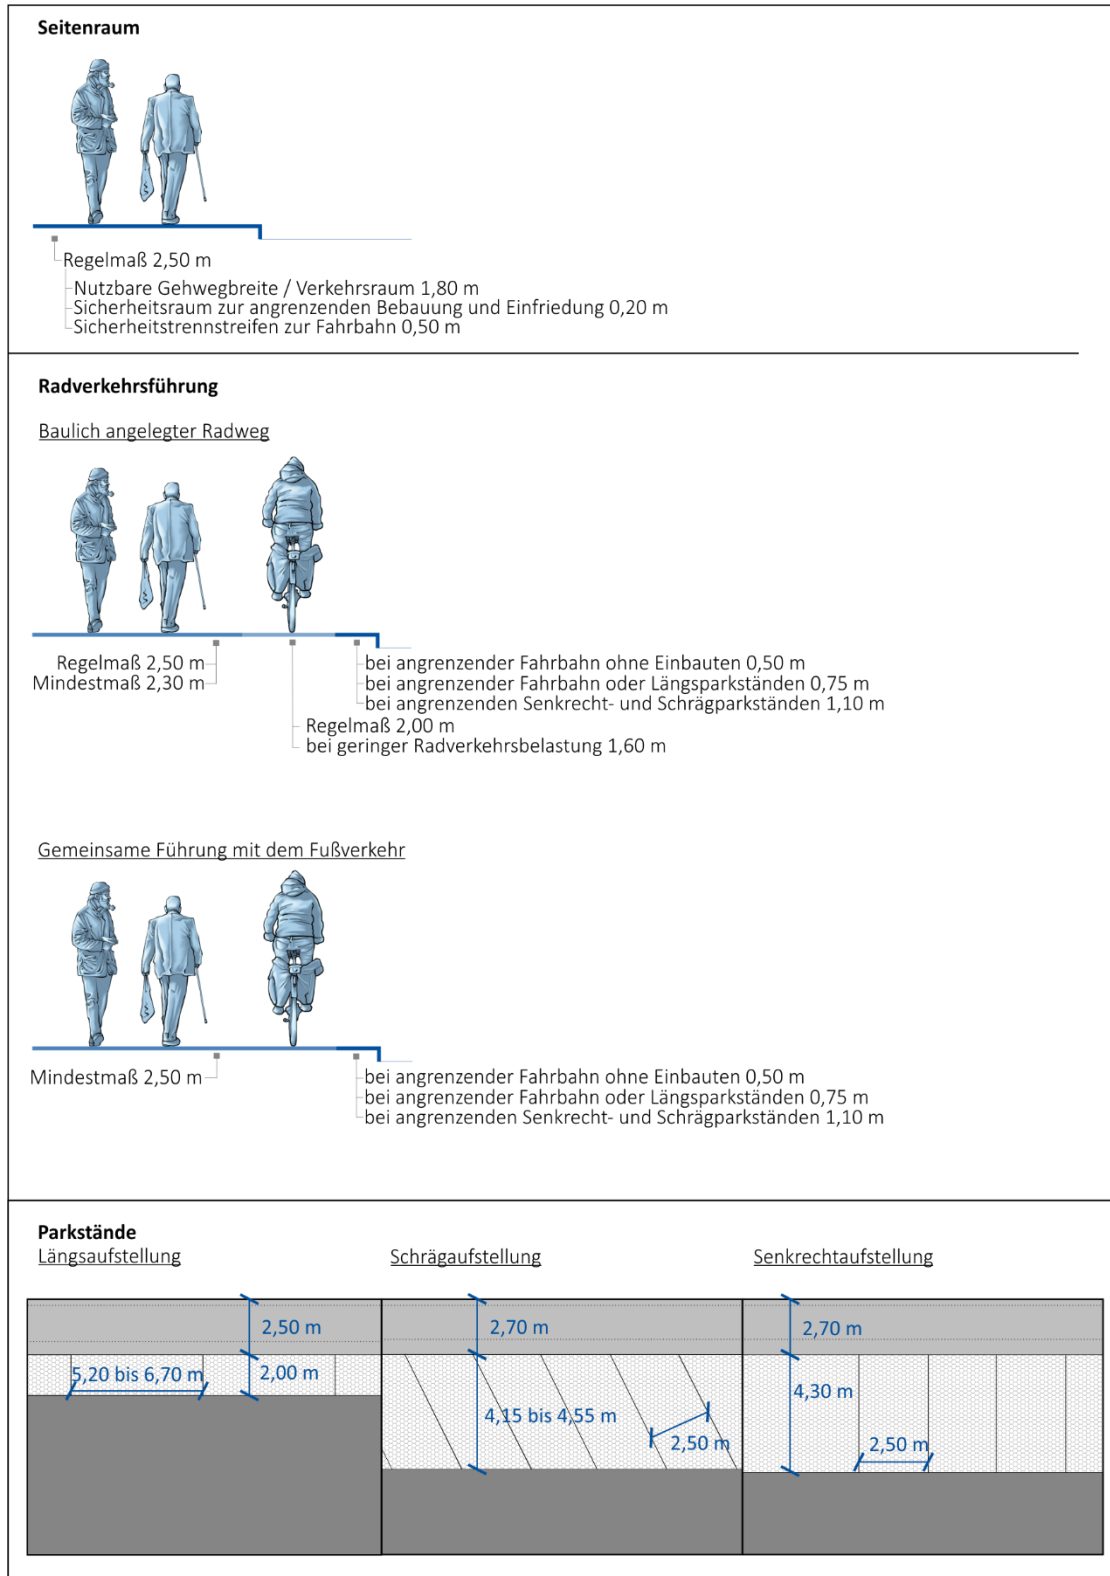 Seitenraum
Regelmaß 2,50 m
Nutzbare Gehwegbreite / Verkehrsraum 1,80 m
Sicherheitsraum zur angrenzenden Bebauung und Einfriedung 0,20 m
Sicherheitstrennstreifen zur Fahrbahn 0,50 m
Radverkehrsführung
Baulich angelegter Radweg
Regelmaß 2,50 m
Mindestmaß 2,30 m
bei angrenzender Fahrbahn ohne Einbauten 0,50 m
bei angrenzender Fahrbahn oder Längsparkständen 0,75 m
bei angrenzenden Senkrecht- und Schrägparkständen 1,10 m
Regelmaß 2,00 m
bei geringer Radverkehrsbelastung 1,60 m
Gemeinsame Führung mit dem Fußverkehr
Mindestmaß 2,50 m
bei angrenzender Fahrbahn ohne Einbauten 0,50 m
bei angrenzender Fahrbahn oder Längsparkständen 0,75 m
bei angrenzenden Senkrecht- und Schrägparkständen 1,10 m
Parkstände
Längsaufstellung
2,50 m
5,20 bis 6,70 m
2,00 m
Schrägaufstellung
2,70 m
4,15 bis 4,55 m
2,50 m
Senkrechtaufstellung
2,70 m
4,30 m
2,50 m